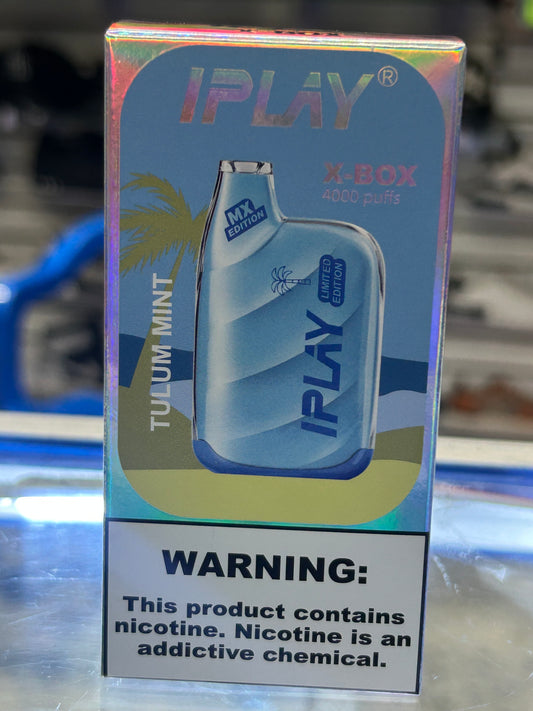 IPLAY®
X-BOX
4000 puffs
MX
EDITION
LIMITED
EDITION
IPLAY
TULUM MINT
WARNING:
This product contains
nicotine. Nicotine is an
addictive chemical.